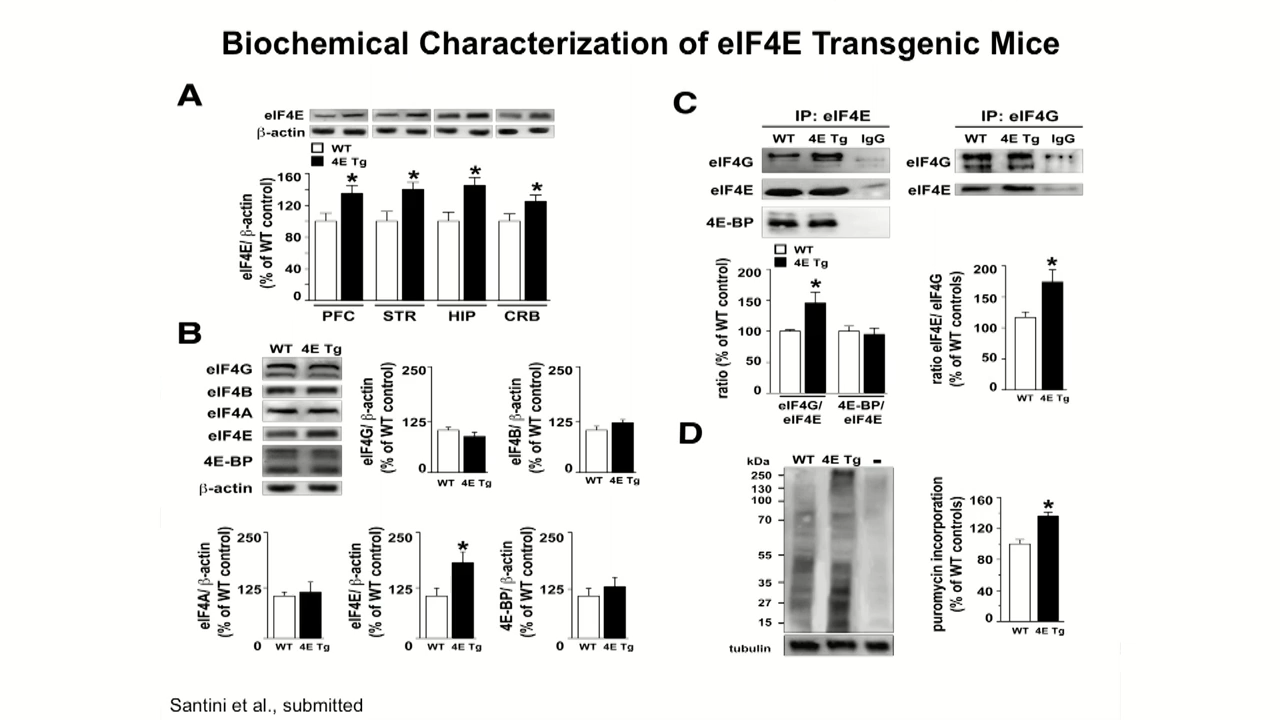 Biochemical Characterization of eIF4E Transgenic Mice
A
eIF4E
β-actin
WT
4E Tg
eIF4E/ β-actin
(% of WT control)
160
120
80
40
0
* * * *
PFC STR HIP CRB
B
WT 4E Tg
eIF4G
eIF4B
eIF4A
eIF4E
4E-BP
β-actin
eIF4G/ β-actin
(% of WT control)
250
125
0
WT 4E Tg
eIF4B/ β-actin
(% of WT control)
250
125
0
WT 4E Tg
eIF4A/ β-actin
(% of WT control)
250
125
0
WT 4E Tg
eIF4E/ β-actin
(% of WT control)
250
125
0
*
WT 4E Tg
4E-BP/ β-actin
(% of WT control)
250
125
0
WT 4E Tg
C
IP: eIF4E
WT 4E Tg IgG
eIF4G
eIF4E
4E-BP
IP: eIF4G
WT 4E Tg IgG
eIF4G
eIF4E
WT
4E Tg
ratio (% of WT control)
200
150
100
50
0
*
eIF4G/ 4E-BP/
eIF4E eIF4E
ratio eIF4E/ eIF4G
(% of WT controls)
200
150
100
50
0
*
WT 4E Tg
D
kDa WT 4E Tg -
250
130
100
70
55
35
27
15
tubulin
puromycin incorporation
(% of WT controls)
160
120
80
40
0
*
WT 4E Tg
Santini et al., submitted